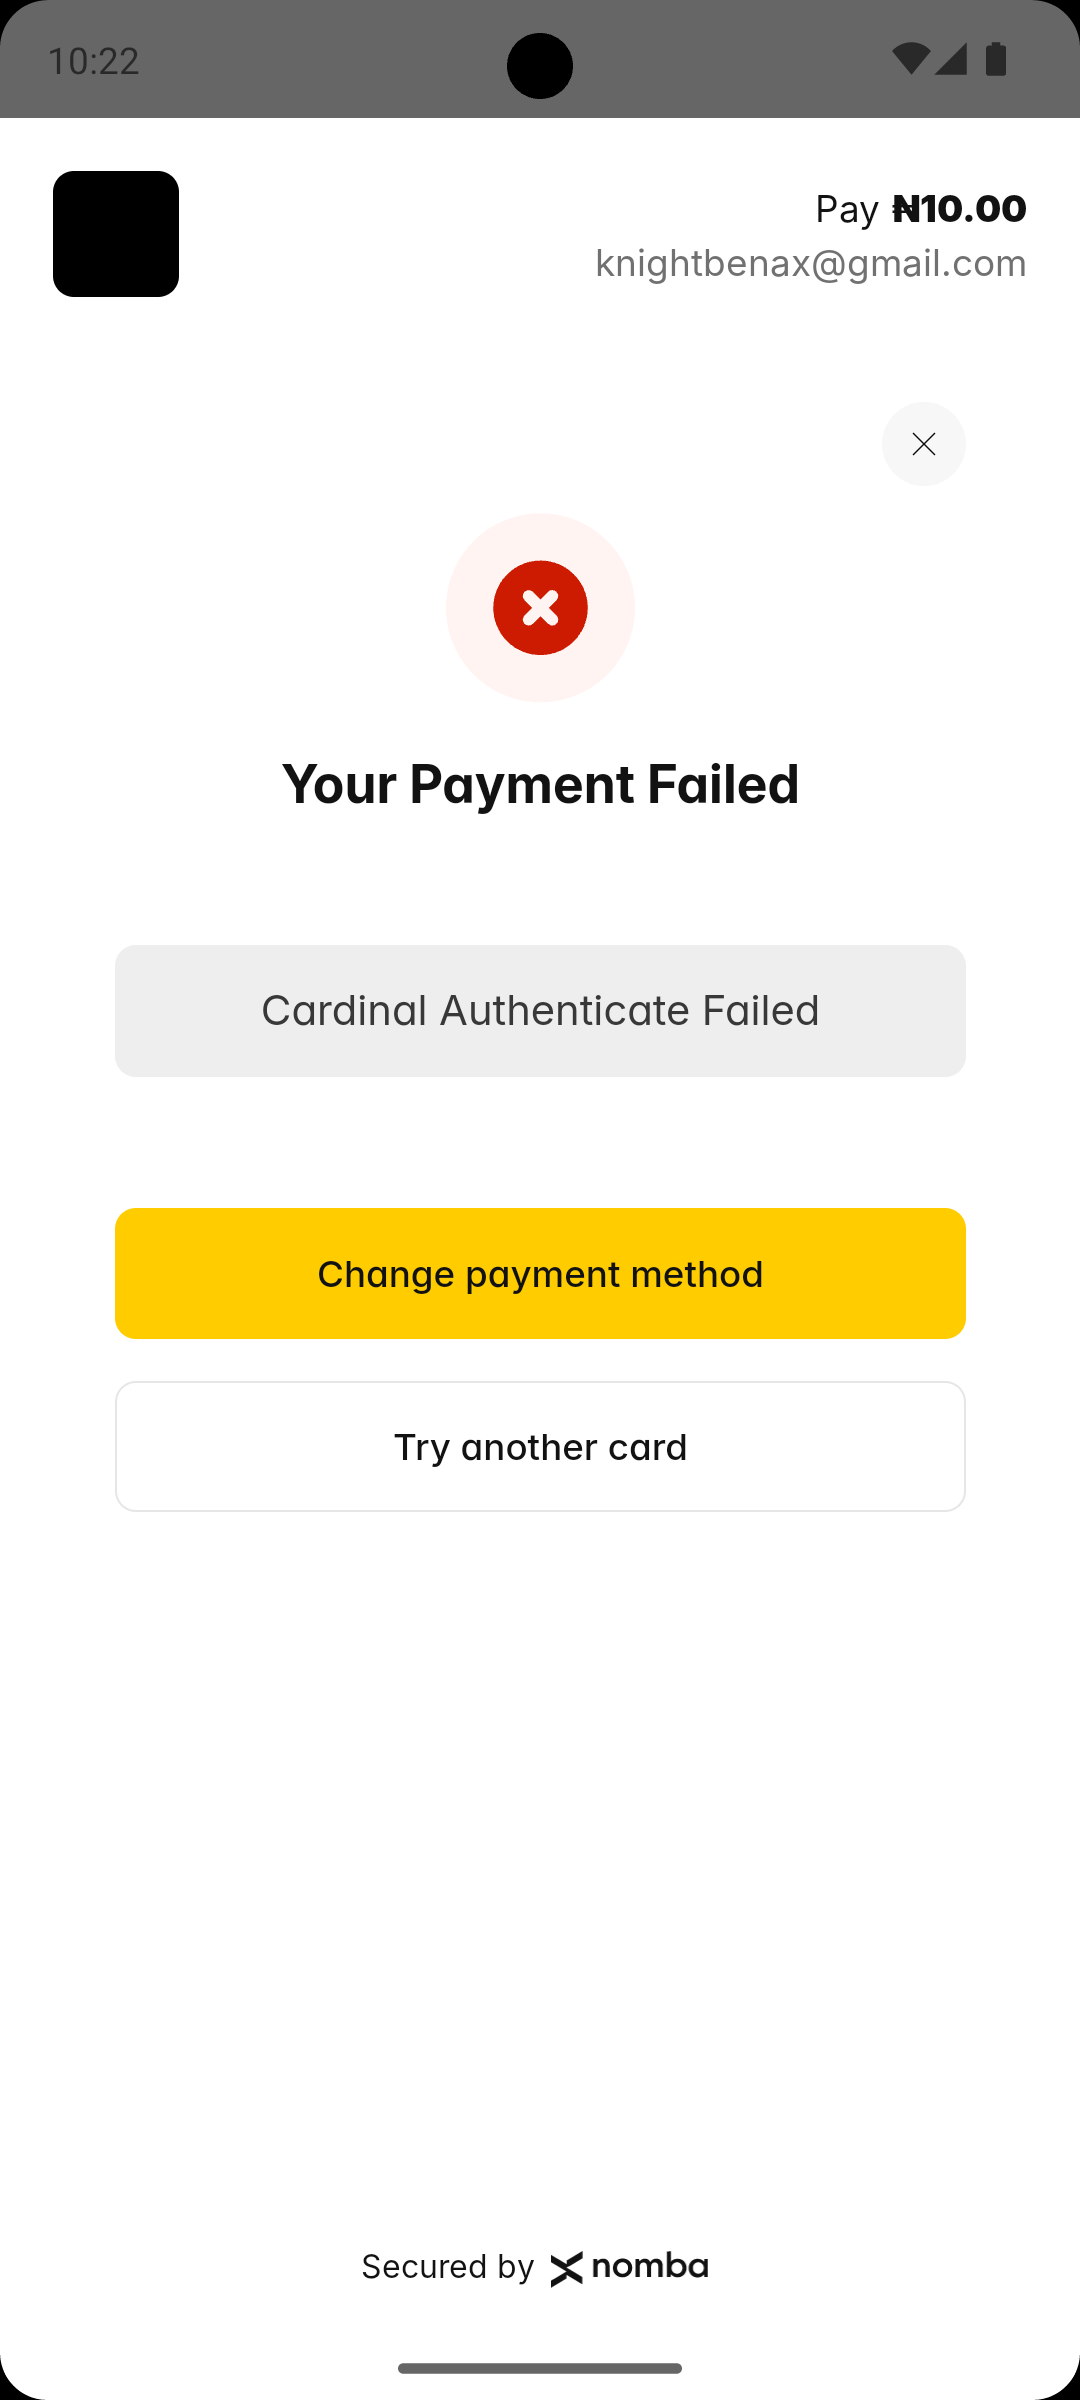 10:22
Pay ₦10.00
knightbenax@gmail.com
Your Payment Failed
Cardinal Authenticate Failed
Change payment method
Try another card
Secured by nomba